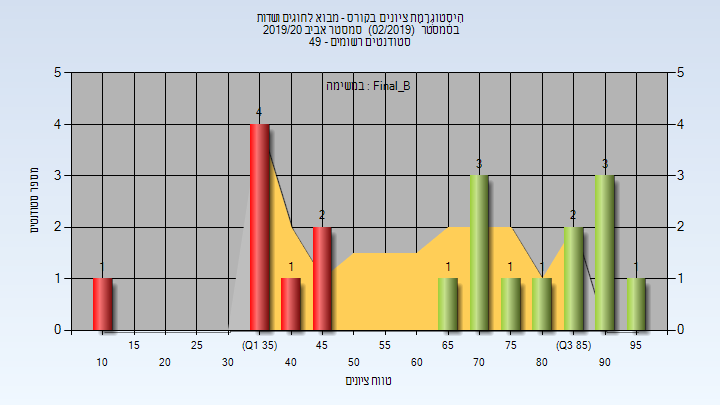 היסטוגרמת ציונים בקורס - מבוא לחוגים ושדות
בסמסטר (02/2019) סמסטר אביב 2019/20
סטודנטים רשומים - 49
במשימה : Final_B
5 5
4 4
3 3
2 2
1 1
0 0
מספר סטודנטים
1 4 1 2 1 3 1 1 2 3 1
15 25 (Q1 35) 45 55 65 75 (Q3 85) 95
10 20 30 40 50 60 70 80 90
טווח ציונים